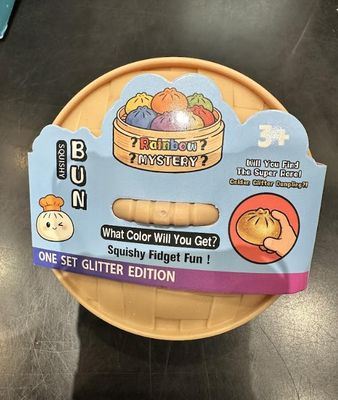 ?Rainbow?
?MYSTERY?
3+
SQUISHY
BUN
Will You Find
The Super Rare!
Golden Glitter Dumpling?!
What Color Will You Get?
Squishy Fidget Fun !
ONE SET GLITTER EDITION